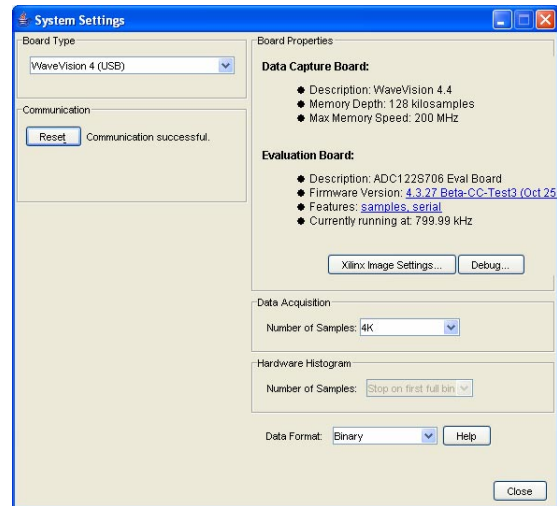 System Settings
Board Type
WaveVision 4 (USB)
Communication
Reset Communication successful.
Board Properties
Data Capture Board:
Description: WaveVision 4.4
Memory Depth: 128 kilosamples
Max Memory Speed: 200 MHz
Evaluation Board:
Description: ADC122S706 Eval Board
Firmware Version: 4.3.27 Beta-CC-Test3 (Oct 25
Features: samples, serial
Currently running at: 799.99 kHz
Xilinx Image Settings... Debug...
Data Acquisition
Number of Samples: 4K
Hardware Histogram
Number of Samples: Stop on first full bin
Data Format: Binary Help
Close